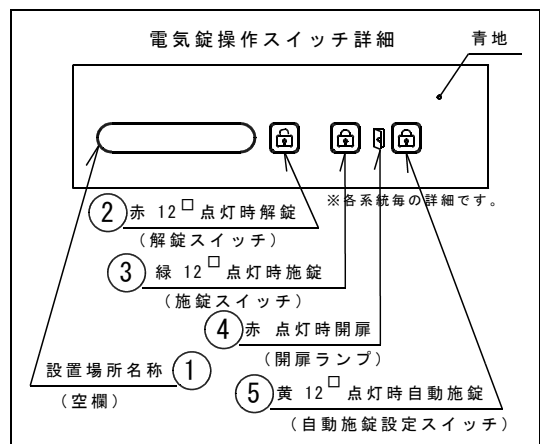 電気錠操作スイッチ詳細
青地
※各系統毎の詳細です。
② 赤 12□点灯時解錠
(解錠スイッチ)
③ 緑 12□点灯時施錠
(施錠スイッチ)
④ 赤 点灯時開扉
(開扉ランプ)
設置場所名称 ①
(空欄)
⑤ 黄 12□点灯時自動施錠
(自動施錠設定スイッチ)